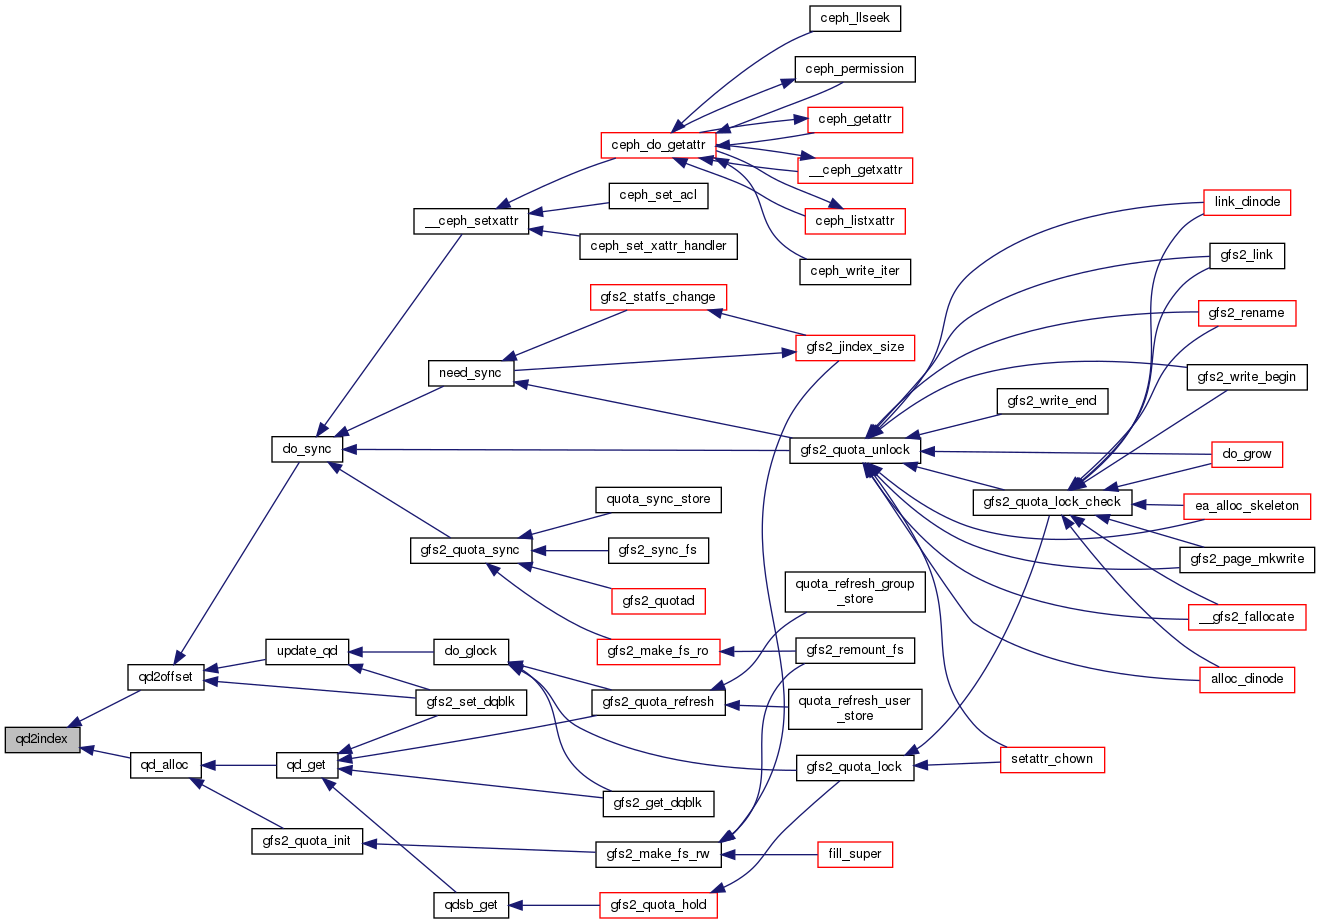 ceph_llseek
ceph_permission
ceph_getattr
ceph_do_getattr
__ceph_getxattr
ceph_set_acl
link_dinode
__ceph_setxattr
ceph_listxattr
ceph_set_xattr_handler
gfs2_link
ceph_write_iter
gfs2_statfs_change
gfs2_rename
gfs2_jindex_size
need_sync
gfs2_write_begin
gfs2_write_end
do_sync
gfs2_quota_unlock
do_grow
quota_sync_store
gfs2_quota_lock_check
ea_alloc_skeleton
gfs2_quota_sync
gfs2_sync_fs
gfs2_page_mkwrite
quota_refresh_group
_store
gfs2_quotad
__gfs2_fallocate
update_qd
do_glock
gfs2_make_fs_ro
gfs2_remount_fs
qd2offset
alloc_dinode
gfs2_set_dqblk
gfs2_quota_refresh
quota_refresh_user
_store
qd2index
qd_alloc
qd_get
gfs2_quota_lock
setattr_chown
gfs2_get_dqblk
gfs2_quota_init
gfs2_make_fs_rw
fill_super
qdsb_get
gfs2_quota_hold